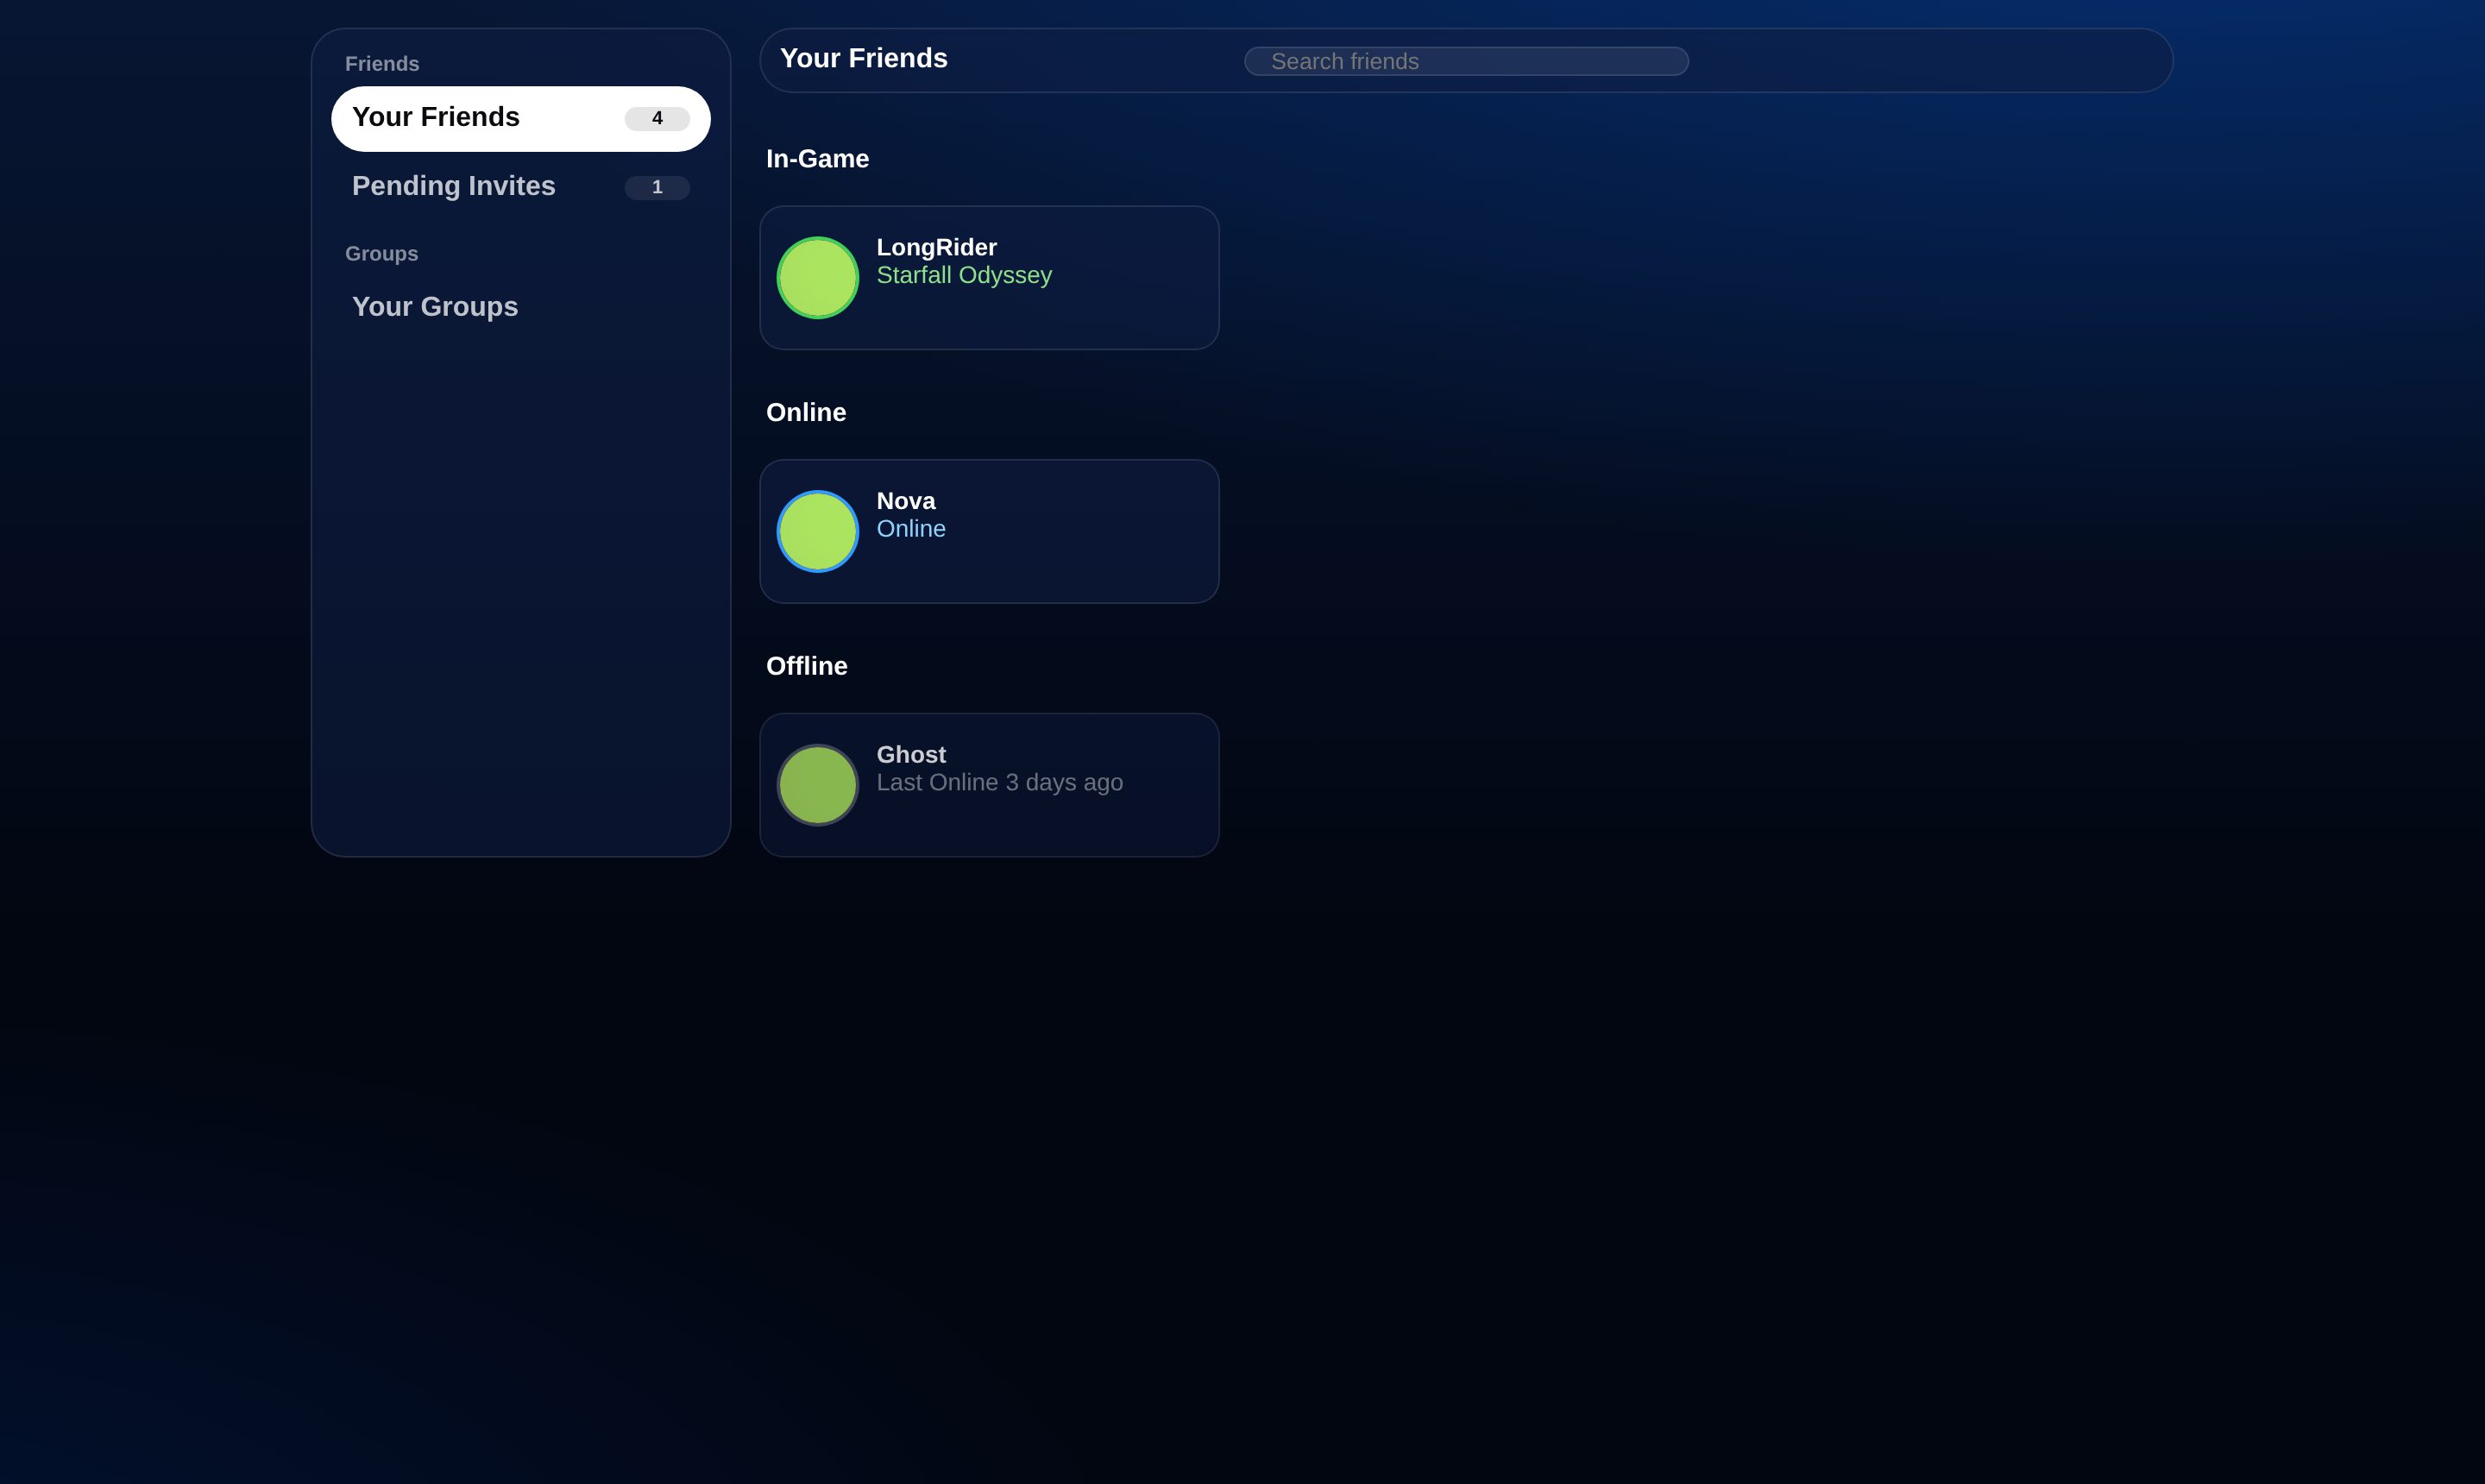 Friends
Your Friends 4
Pending Invites 1
Groups
Your Groups
Your Friends
Search friends
In-Game
LongRider
Starfall Odyssey
Online
Nova
Online
Offline
Ghost
Last Online 3 days ago